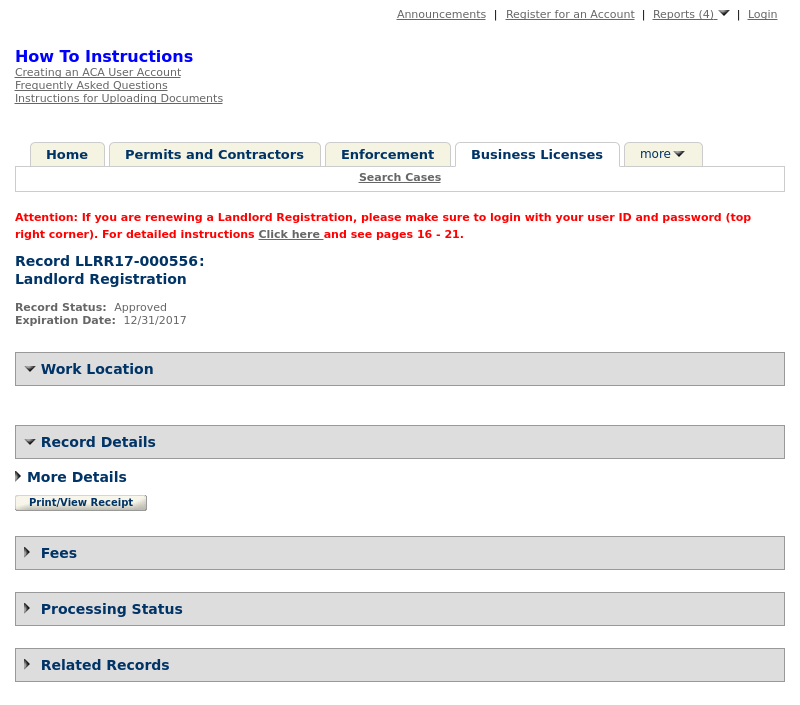 Announcements | Register for an Account | Reports (4) | Login
How To Instructions
Creating an ACA User Account
Frequently Asked Questions
Instructions for Uploading Documents
Home Permits and Contractors Enforcement Business Licenses more
Search Cases
Attention: If you are renewing a Landlord Registration, please make sure to login with your user ID and password (top
right corner). For detailed instructions Click here and see pages 16 - 21.
Record LLRR17-000556:
Landlord Registration
Record Status: Approved
Expiration Date: 12/31/2017
Work Location
Record Details
More Details
Print/View Receipt
Fees
Processing Status
Related Records